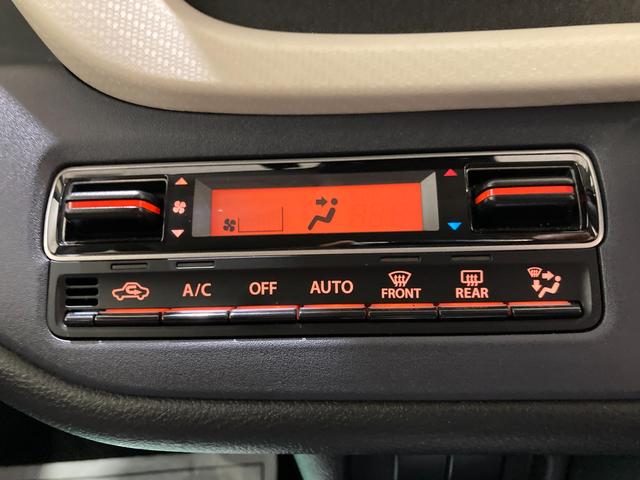 A/C OFF AUTO FRONT REAR